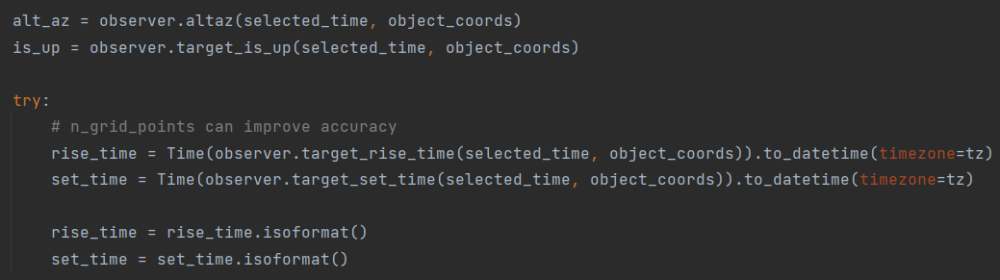 alt_az = observer.altaz(selected_time, object_coords)
is_up = observer.target_is_up(selected_time, object_coords)
try:
# n_grid_points can improve accuracy
rise_time = Time(observer.target_rise_time(selected_time, object_coords)).to_datetime(timezone=tz)
set_time = Time(observer.target_set_time(selected_time, object_coords)).to_datetime(timezone=tz)
rise_time = rise_time.isoformat()
set_time = set_time.isoformat()